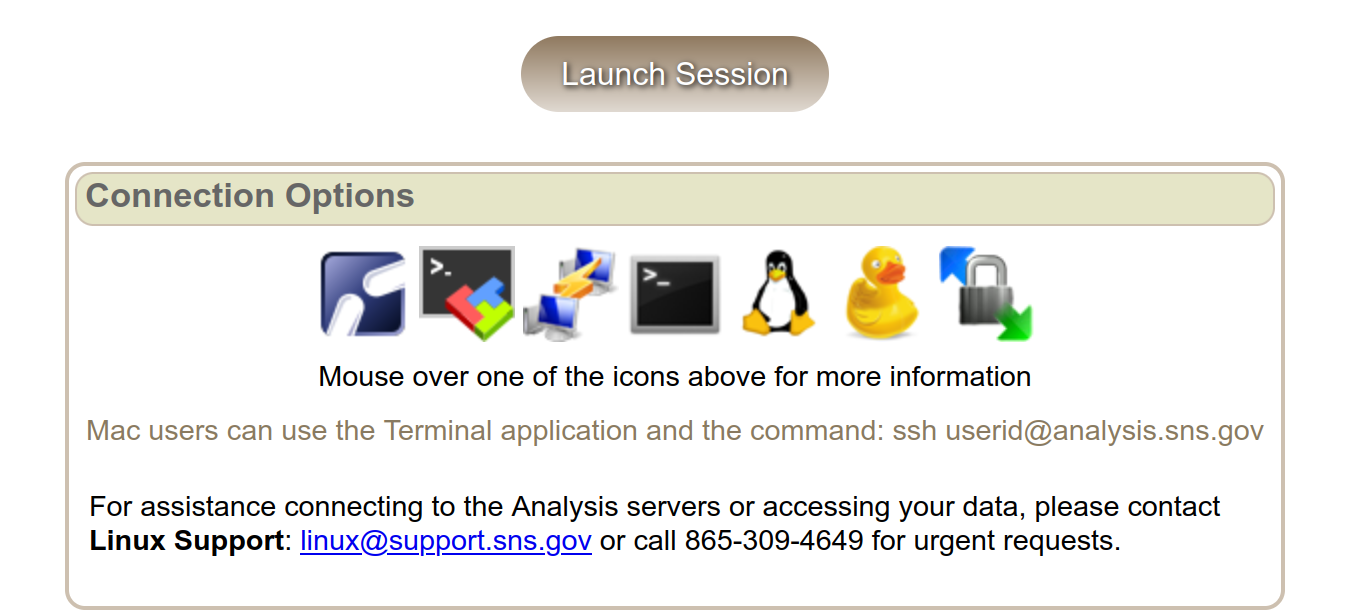 Launch Session
Connection Options
>_
>_
Mouse over one of the icons above for more information
Mac users can use the Terminal application and the command: ssh userid@analysis.sns.gov
For assistance connecting to the Analysis servers or accessing your data, please contact
Linux Support: linux@support.sns.gov or call 865-309-4649 for urgent requests.